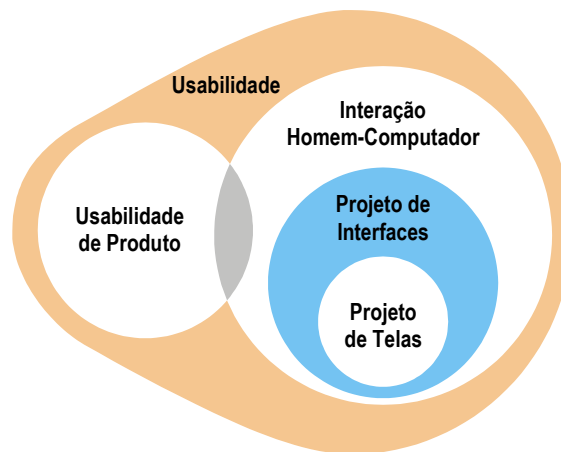 Usabilidade
Interação
Homem-Computador
Usabilidade
de Produto
Projeto de
Interfaces
Projeto
de Telas